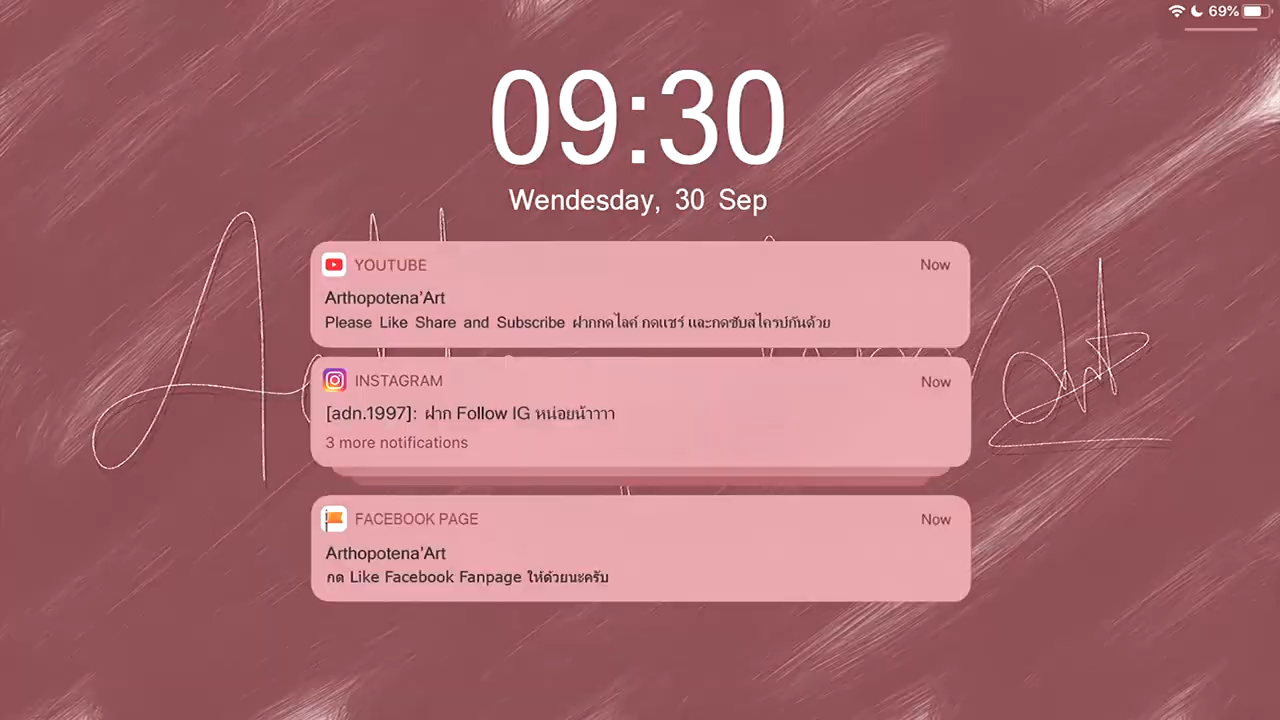 69%
09:30
Wendesday, 30 Sep
YOUTUBE Now
Arthopotena'Art
Please Like Share and Subscribe ฝากกดไลค์ กดแชร์ และกดซับสไครบ์กันด้วย
INSTAGRAM Now
[adn.1997]: ฝาก Follow IG หน่อยน้าาาา
3 more notifications
FACEBOOK PAGE Now
Arthopotena'Art
กด Like Facebook Fanpage ให้ด้วยนะครับ
Art